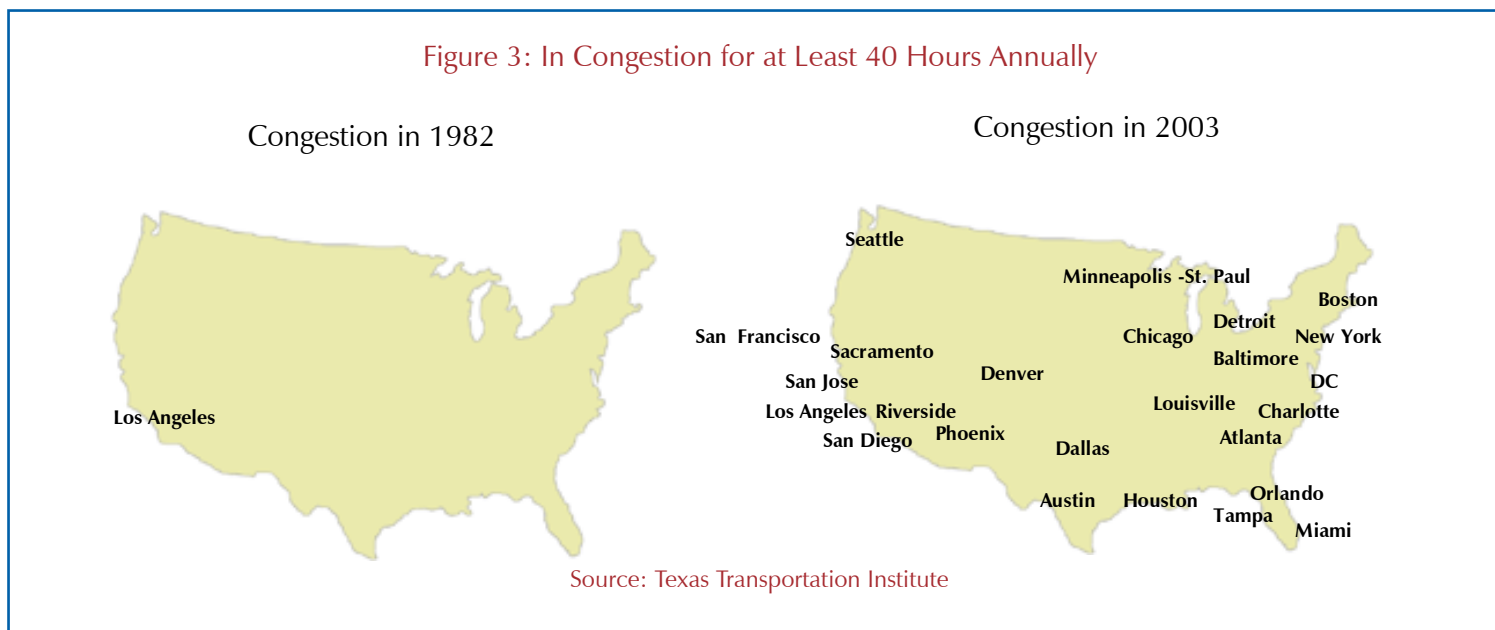 Figure 3: In Congestion for at Least 40 Hours Annually
Congestion in 1982
Los Angeles
Congestion in 2003
Seattle
Minneapolis -St. Paul
Boston
Detroit
San Francisco
Chicago
New York
Sacramento
Baltimore
Denver
San Jose
DC
Louisville
Los Angeles
Riverside
Charlotte
Phoenix
Atlanta
San Diego
Dallas
Orlando
Austin
Houston
Tampa
Miami
Source: Texas Transportation Institute